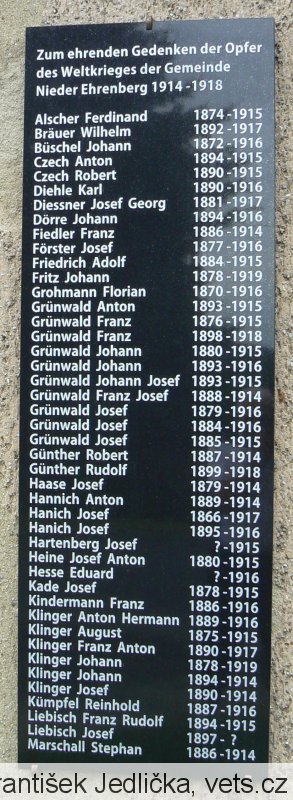 Zum ehrenden Gedenken der Opfer
des Weltkrieges der Gemeinde
Nieder Ehrenberg 1914 -1918
Alscher Ferdinand 1874 -1915
Bräuer Wilhelm 1892 -1917
Büschel Johann 1872 -1916
Czech Anton 1894 -1915
Czech Robert 1890 -1915
Diehle Karl 1890 -1916
Diessner Josef Georg 1881 -1917
Dörre Johann 1894 -1916
Fiedler Franz 1886 -1914
Förster Josef 1877 -1916
Friedrich Adolf 1884 -1915
Fritz Johann 1878 -1919
Grohmann Florian 1870 -1916
Grünwald Anton 1893 -1915
Grünwald Franz 1876 -1915
Grünwald Franz 1898 -1918
Grünwald Johann 1880 -1915
Grünwald Johann 1893 -1916
Grünwald Johann Josef 1893 -1915
Grünwald Franz Josef 1888 -1914
Grünwald Josef 1879 -1916
Grünwald Josef 1884 -1916
Grünwald Josef 1885 -1915
Günther Robert 1887 -1914
Günther Rudolf 1899 -1918
Haase Josef 1879 -1914
Hannich Anton 1889 -1914
Hanich Josef 1866 -1917
Hanich Josef 1895 -1916
Hartenberg Josef ? -1915
Heine Josef Anton 1880 -1915
Hesse Eduard ? -1916
Kade Josef 1878 -1915
Kindermann Franz 1886 -1916
Klinger Anton Hermann 1889 -1916
Klinger August 1875 -1915
Klinger Franz Anton 1890 -1917
Klinger Johann 1878 -1919
Klinger Johann 1894 -1914
Klinger Josef 1890 -1914
Kümpfel Reinhold 1887 -1916
Liebisch Franz Rudolf 1894 -1915
Liebisch Josef 1897 - ?
Marschall Stephan 1886 -1914
rantišek Jedlička, vets.cz